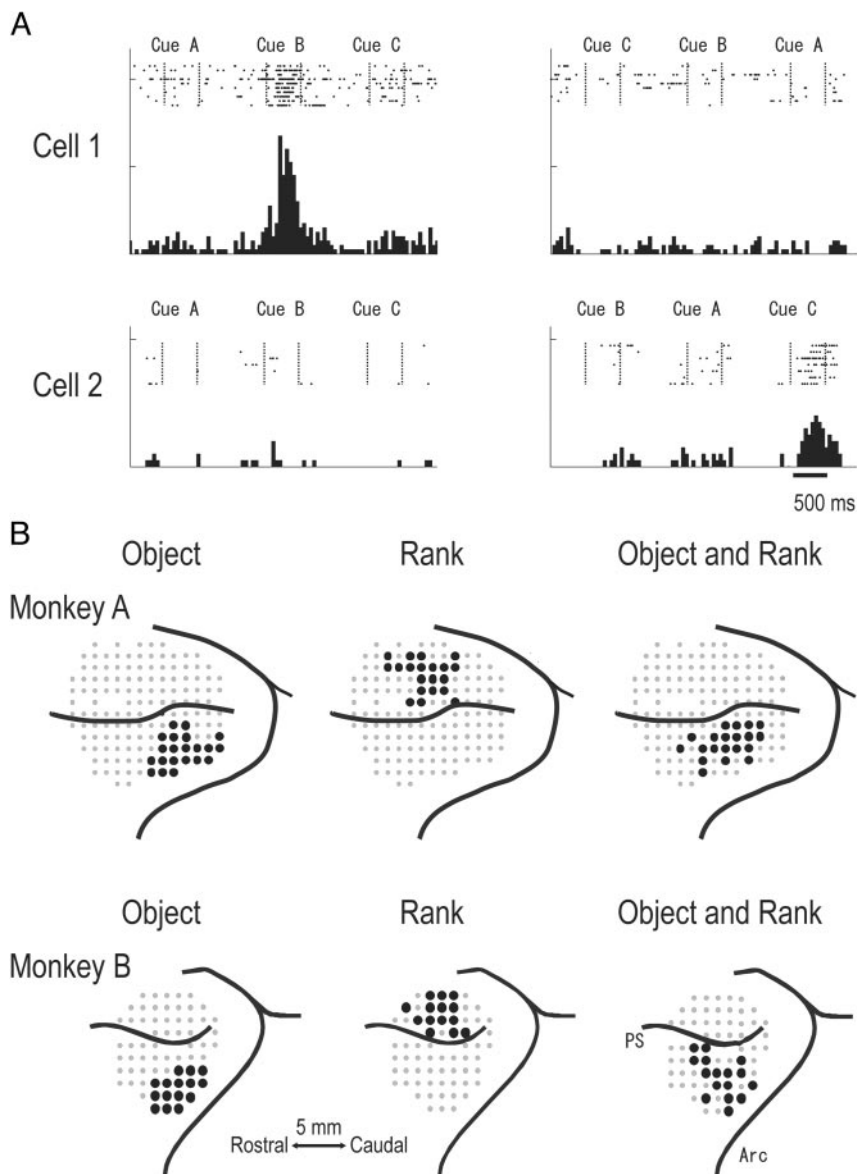 A
Cue A Cue B Cue C Cue C Cue B Cue A
Cell 1
Cue A Cue B Cue C Cue B Cue A Cue C
Cell 2
500 ms
B
Object Rank Object and Rank
Monkey A
Object Rank Object and Rank
Monkey B
PS
5 mm
Rostral Caudal
Arc